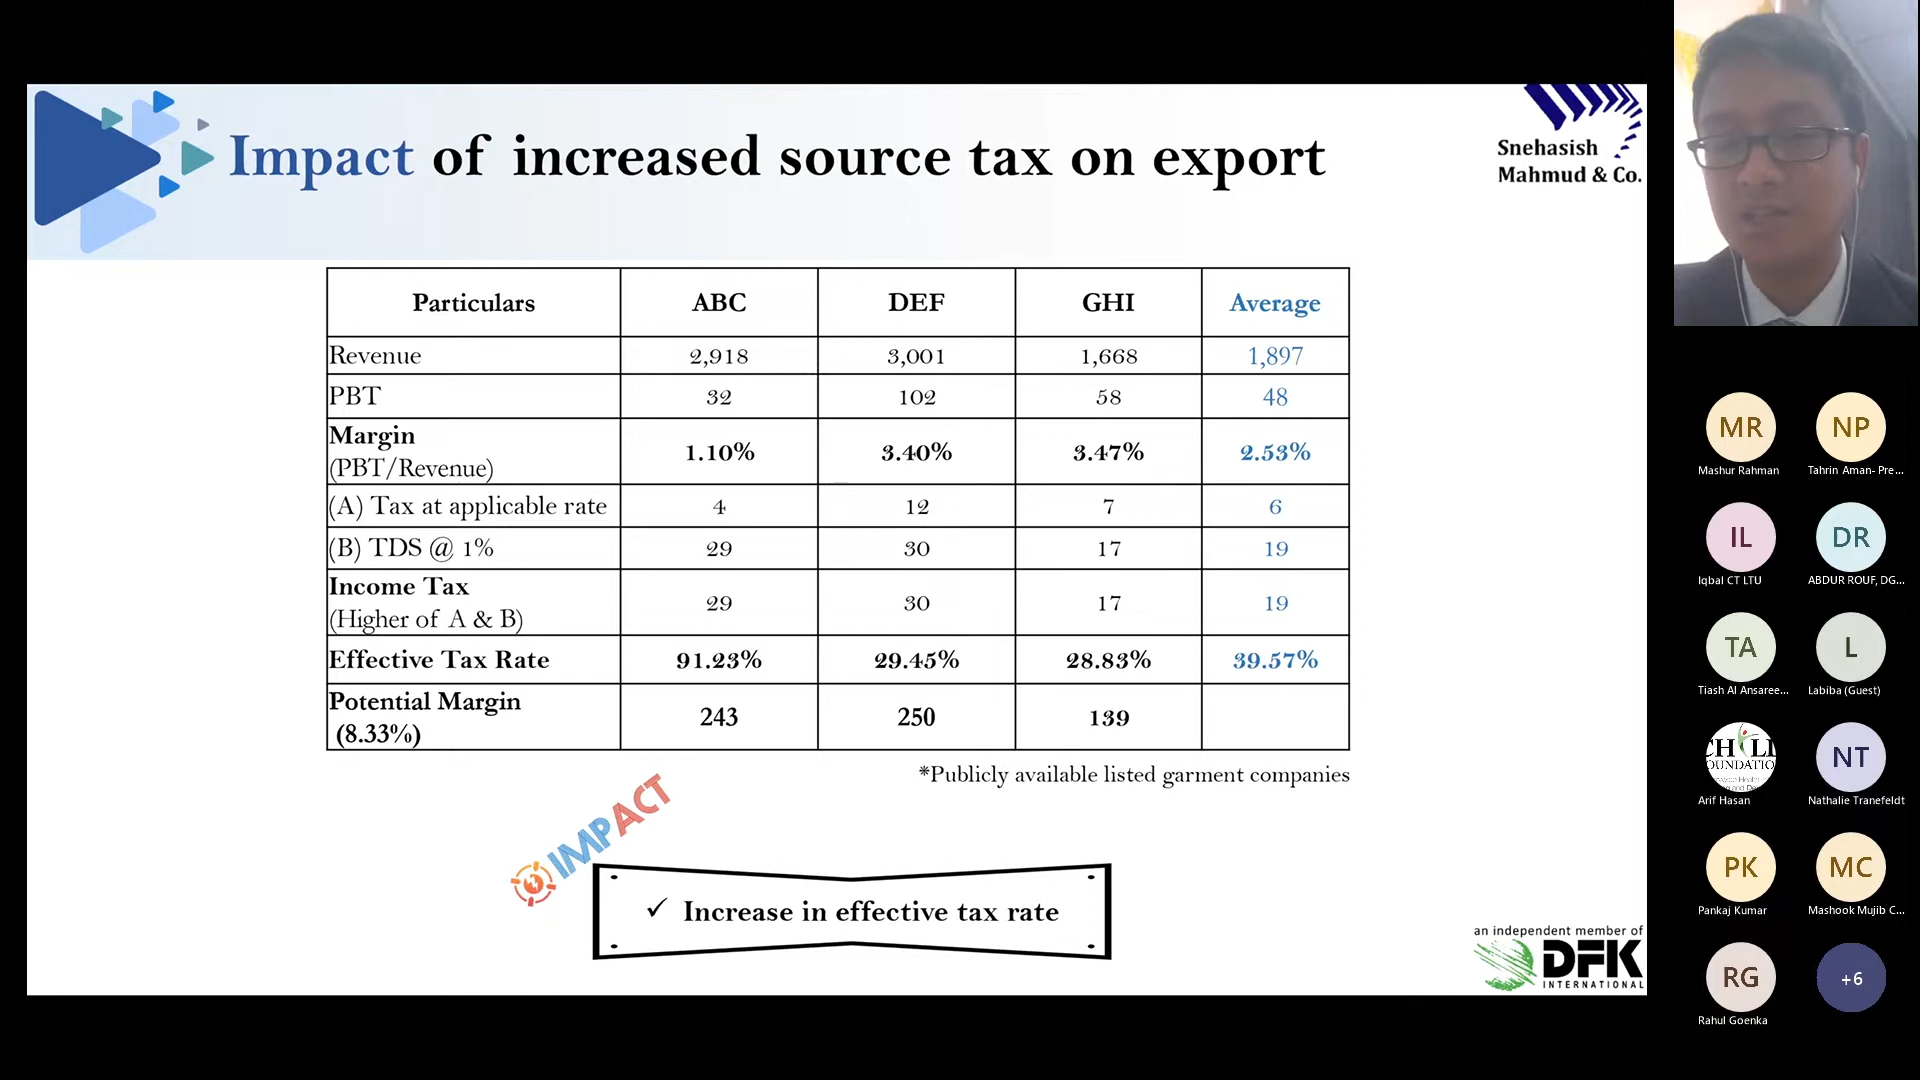 Impact of increased source tax on export
Snehasish
Mahmud & Co.
Particulars ABC DEF GHI Average
Revenue 2,918 3,001 1,668 1,897
PBT 32 102 58 48
Margin
(PBT/Revenue) 1.10% 3.40% 3.47% 2.53%
(A) Tax at applicable rate 4 12 7 6
(B) TDS @ 1% 29 30 17 19
Income Tax
(Higher of A & B) 29 30 17 19
Effective Tax Rate 91.23% 29.45% 28.83% 39.57%
Potential Margin
(8.33%) 243 250 139
*Publicly available listed garment companies
IMPACT
✓ Increase in effective tax rate
an independent member of
DFK
INTERNATIONAL
MR NP
Mashur Rahman Tahrin Aman- Pre...
IL DR
Iqbal CT LTU ABDUR ROUF, DG...
TA L
Tiash Al Ansaree... Labiba (Guest)
NT
Arif Hasan Nathalie Tranefeldt
PK MC
Pankaj Kumar Mashook Mujib C...
RG +6
Rahul Goenka